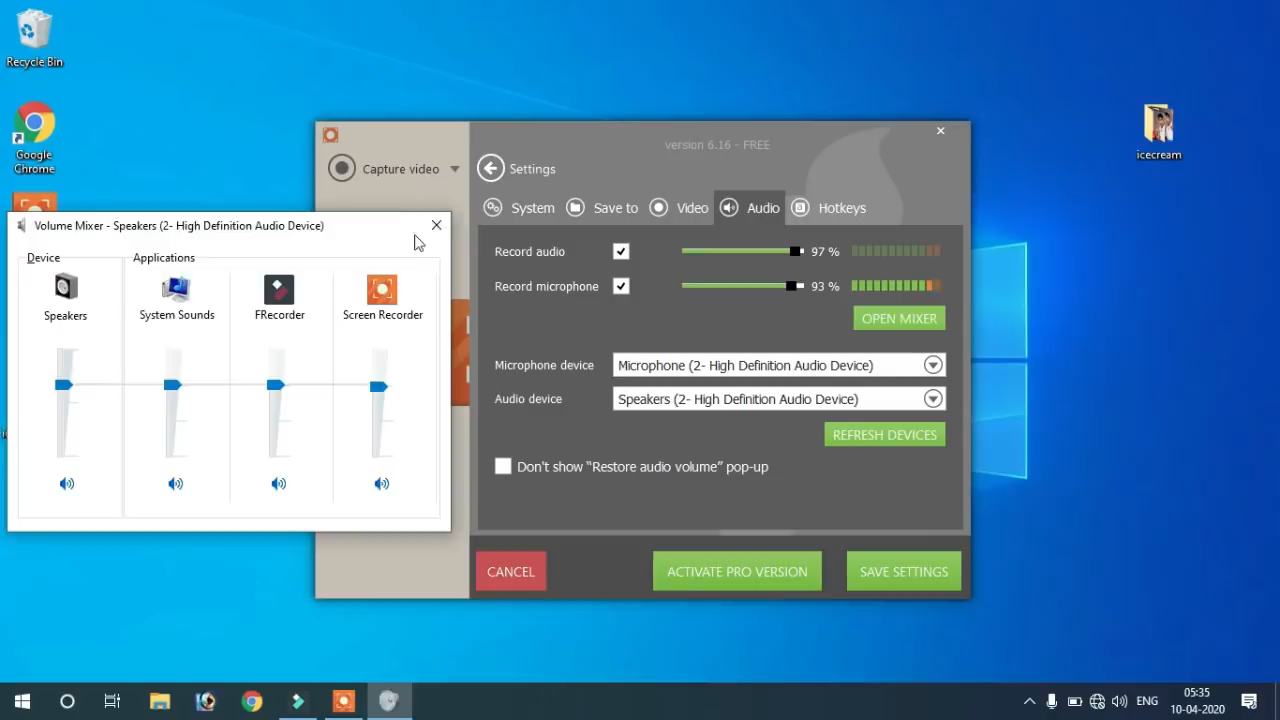 Recycle Bin
Google
Chrome
icecream
version 6.16 - FREE
Capture video
Settings
System
Save to
Video
Audio
Hotkeys
Record audio
97 %
Record microphone
93 %
OPEN MIXER
Microphone device
Microphone (2- High Definition Audio Device)
Audio device
Speakers (2- High Definition Audio Device)
REFRESH DEVICES
Don't show “Restore audio volume” pop-up
CANCEL
ACTIVATE PRO VERSION
SAVE SETTINGS
Volume Mixer - Speakers (2- High Definition Audio Device)
Device
Applications
Speakers
System Sounds
FRecorder
Screen Recorder
ENG
05:35
10-04-2020